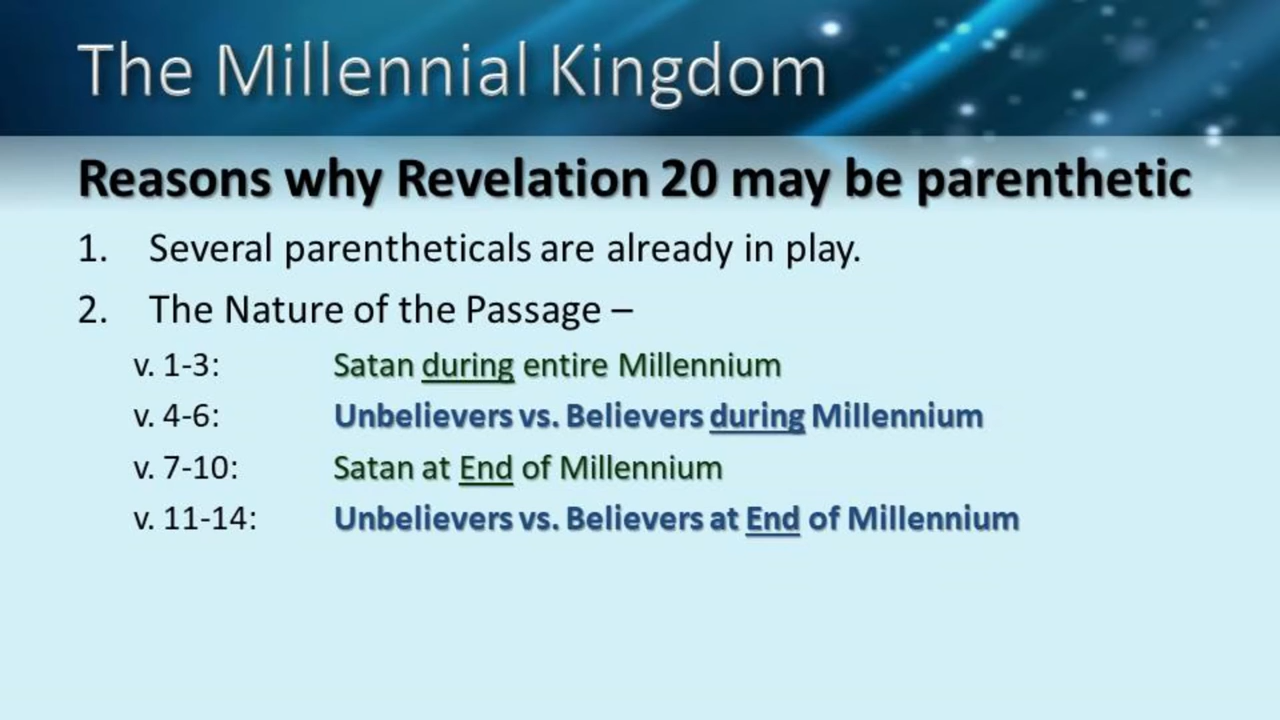 The Millennial Kingdom
Reasons why Revelation 20 may be parenthetic
1. Several parentheticals are already in play.
2. The Nature of the Passage –
v. 1-3: Satan during entire Millennium
v. 4-6: Unbelievers vs. Believers during Millennium
v. 7-10: Satan at End of Millennium
v. 11-14: Unbelievers vs. Believers at End of Millennium